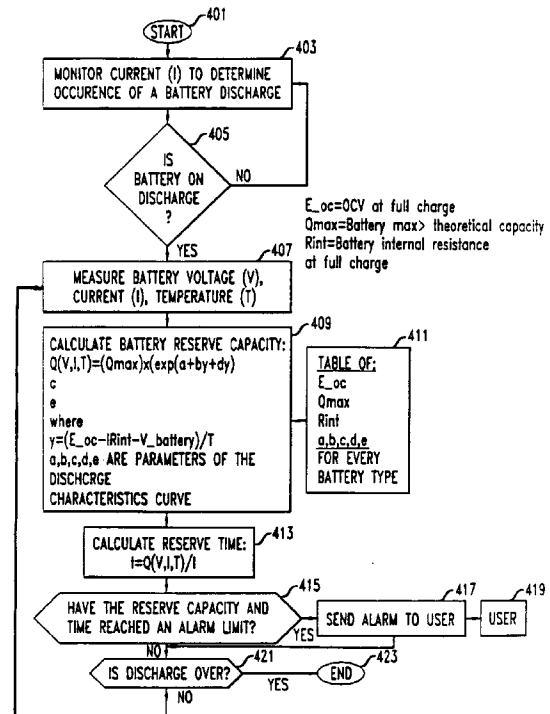 401
START
403
MONITOR CURRENT (I) TO DETERMINE
OCCURENCE OF A BATTERY DISCHARGE
405
IS
BATTERY ON
DISCHARGE
?
NO
YES
E_oc=OCV at full charge
Qmax=Battery max> theoretical capacity
Rint=Battery internal resistance
at full charge
407
MEASURE BATTERY VOLTAGE (V),
CURRENT (I), TEMPERATURE (T)
409
CALCULATE BATTERY RESERVE CAPACITY:
Q(V,I,T)=(Qmax)x(exp(a+by+dy)
c
e
where
y=(E_oc-IRint-V_battery)/T
a,b,c,d,e ARE PARAMETERS OF THE
DISCHCRGE
CHARACTERISTICS CURVE
411
TABLE OF:
E_oc
Qmax
Rint
a,b,c,d,e
FOR EVERY
BATTERY TYPE
413
CALCULATE RESERVE TIME:
t=Q(V,I,T)/I
415
HAVE THE RESERVE CAPACITY AND
TIME REACHED AN ALARM LIMIT?
YES
NO
417
SEND ALARM TO USER
419
USER
421
IS DISCHARGE OVER?
YES
NO
423
END